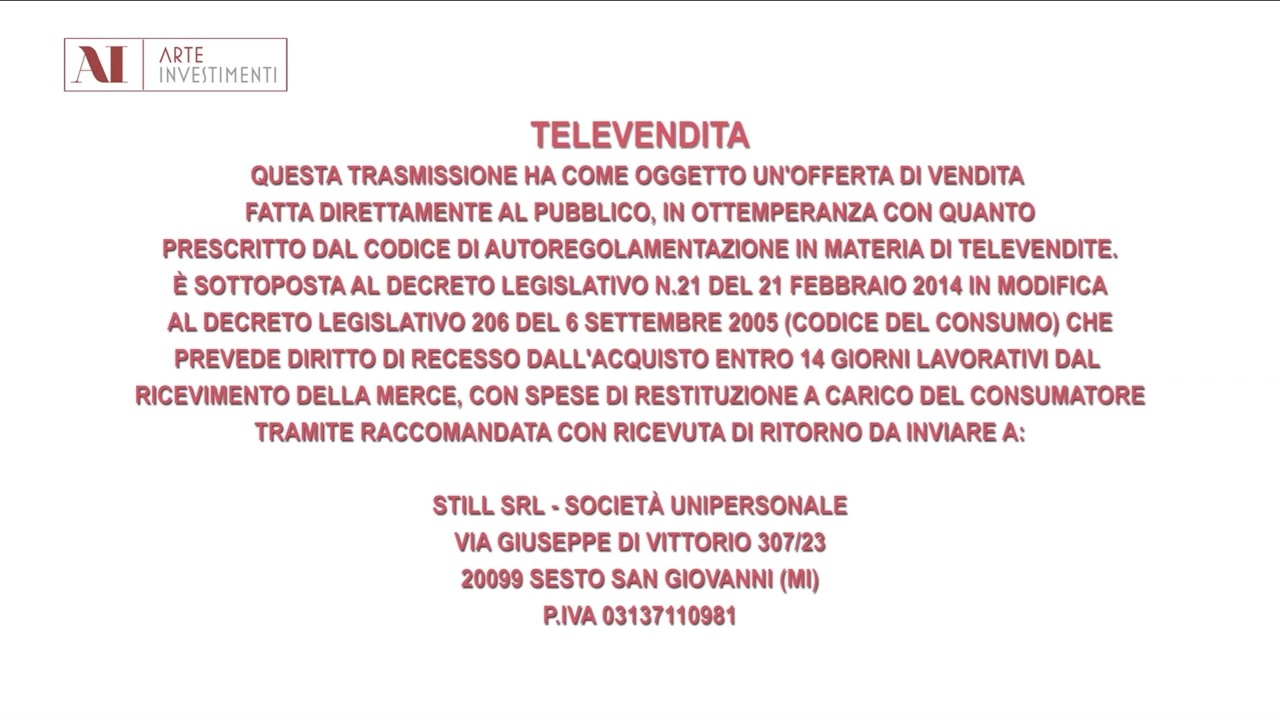 AI ARTE
INVESTIMENTI
TELEVENDITA
QUESTA TRASMISSIONE HA COME OGGETTO UN'OFFERTA DI VENDITA
FATTA DIRETTAMENTE AL PUBBLICO, IN OTTEMPERANZA CON QUANTO
PRESCRITTO DAL CODICE DI AUTOREGOLAMENTAZIONE IN MATERIA DI TELEVENDITE.
È SOTTOPOSTA AL DECRETO LEGISLATIVO N.21 DEL 21 FEBBRAIO 2014 IN MODIFICA
AL DECRETO LEGISLATIVO 206 DEL 6 SETTEMBRE 2005 (CODICE DEL CONSUMO) CHE
PREVEDE DIRITTO DI RECESSO DALL'ACQUISTO ENTRO 14 GIORNI LAVORATIVI DAL
RICEVIMENTO DELLA MERCE, CON SPESE DI RESTITUZIONE A CARICO DEL CONSUMATORE
TRAMITE RACCOMANDATA CON RICEVUTA DI RITORNO DA INVIARE A:
STILL SRL - SOCIETÀ UNIPERSONALE
VIA GIUSEPPE DI VITTORIO 307/23
20099 SESTO SAN GIOVANNI (MI)
P.IVA 03137110981